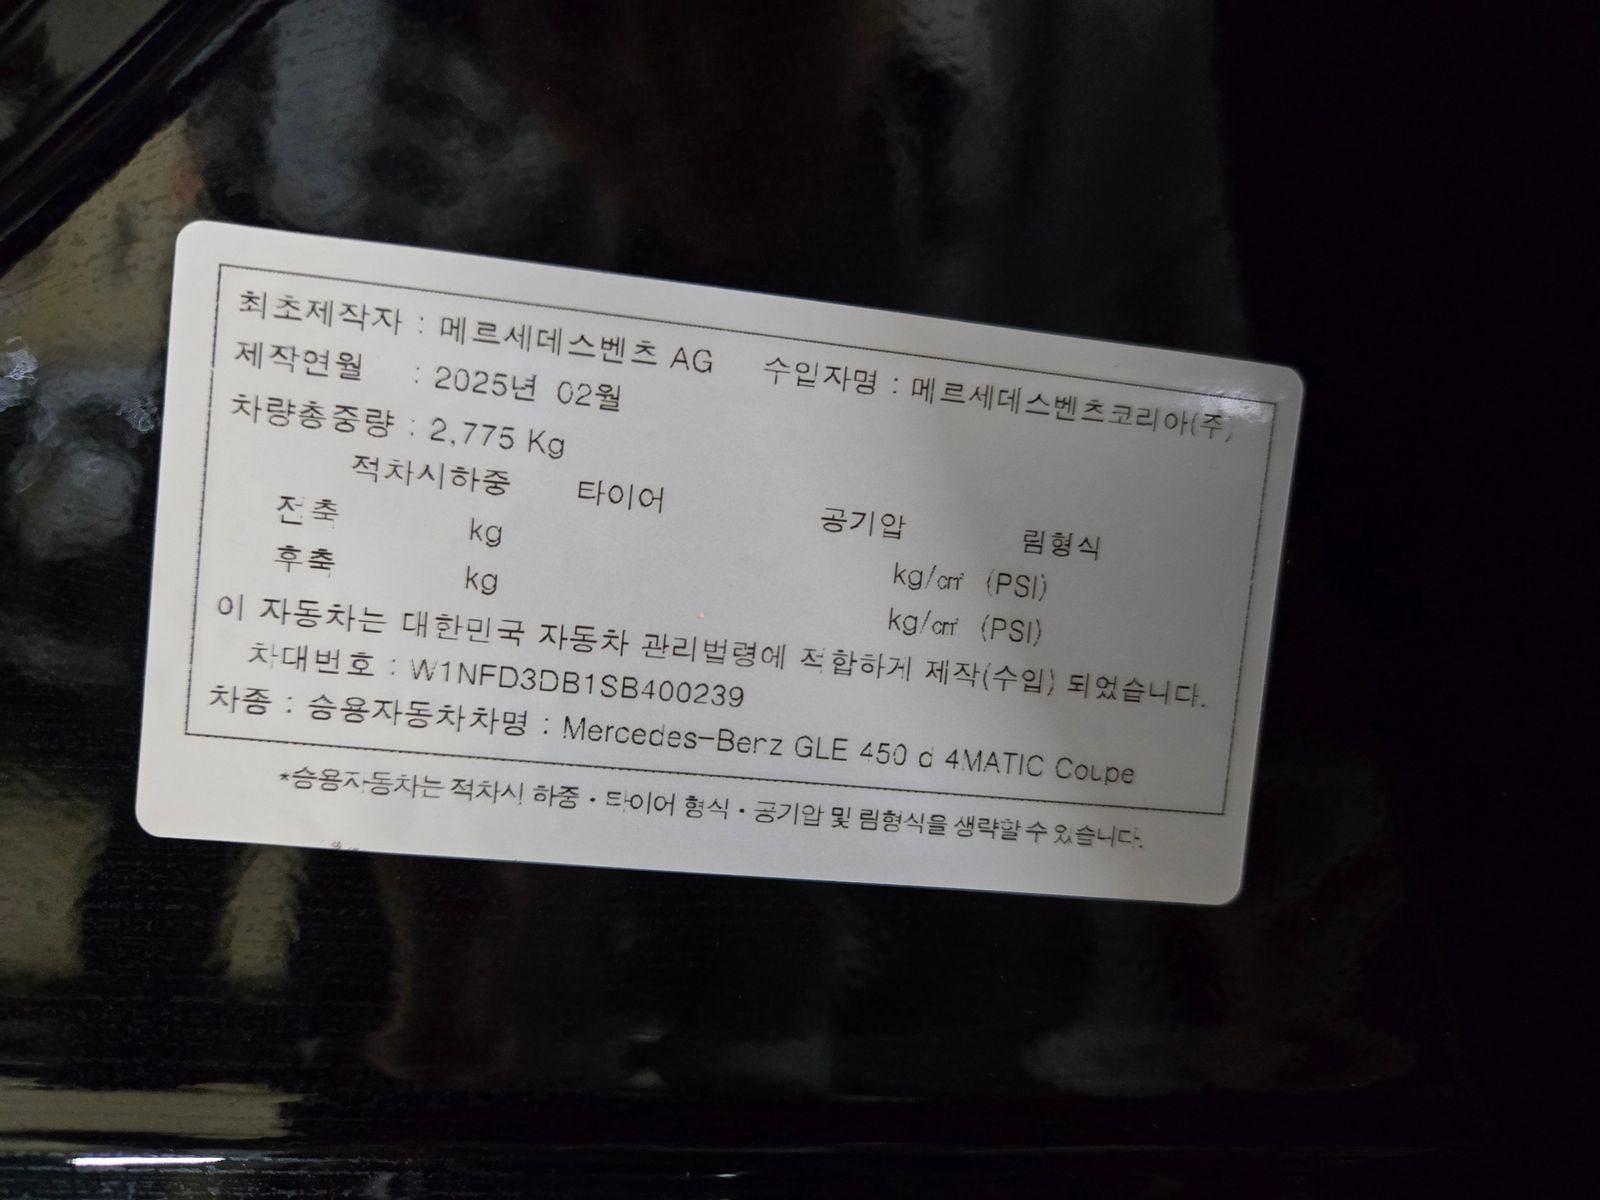 최초제작자 : 메르세데스벤츠 AG 수입자명 : 메르세데스벤츠코리아(주)
제작연월 : 2025년 02월
차량총중량 : 2,775 Kg
적차시하중 타이어 공기압 림형식
전축 kg kg/㎠ (PSI)
후축 kg kg/㎠ (PSI)
이 자동차는 대한민국 자동차 관리법령에 적합하게 제작(수입) 되었습니다.
차대번호 : W1NFD3DB1SB400239
차종 : 승용자동차차명 : Mercedes-Benz GLE 450 d 4MATIC Coupe
*승용자동차는 적차시 하중・타이어 형식・공기압 및 림형식을 생략할 수 있습니다.